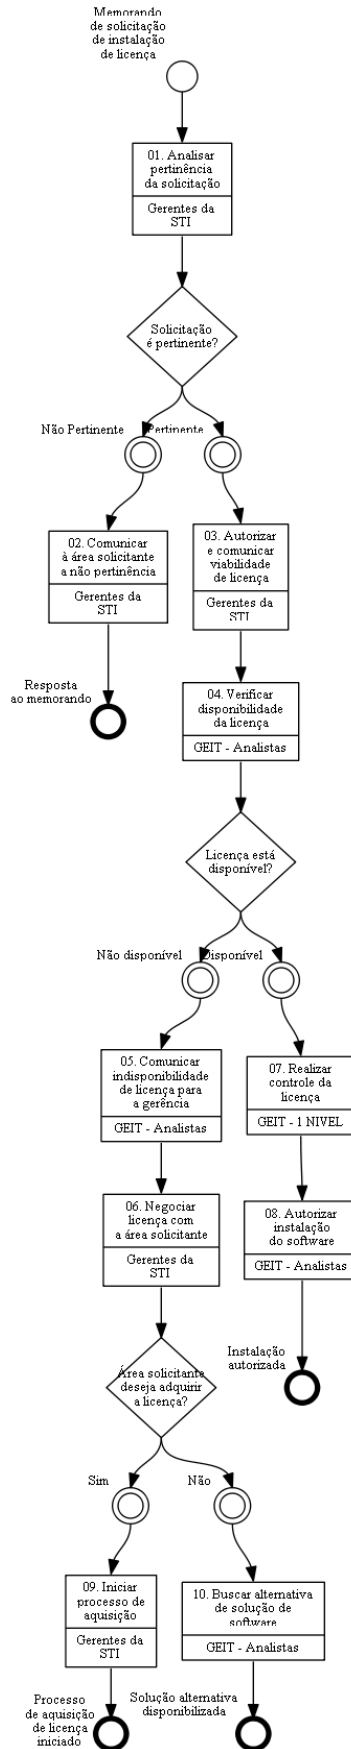 Memorando
de solicitação
de instalação
de licença
01. Analisar
pertinência
da solicitação
Gerentes da
STI
Solicitação
é pertinente?
Não Pertinente
Pertinente
02. Comunicar
à área solicitante
a não pertinência
Gerentes da
STI
03. Autorizar
e comunicar
viabilidade
de licença
Gerentes da
STI
Resposta
ao memorando
04. Verificar
disponibilidade
da licença
GEIT - Analistas
Licença está
disponível?
Não disponível
Disponível
05. Comunicar
indisponibilidade
de licença para
a gerência
GEIT - Analistas
07. Realizar
controle da
licença
GEIT - 1 NIVEL
06. Negociar
licença com
a área solicitante
Gerentes da
STI
08. Autorizar
instalação
do software
GEIT - Analistas
Instalação
autorizada
Área solicitante
deseja adquirir
a licença?
Sim
Não
09. Iniciar
processo de
aquisição
Gerentes da
STI
10. Buscar alternativa
de solução de
software
GEIT - Analistas
Processo
de aquisição
de licença
iniciado
Solução alternativa
disponibilizada